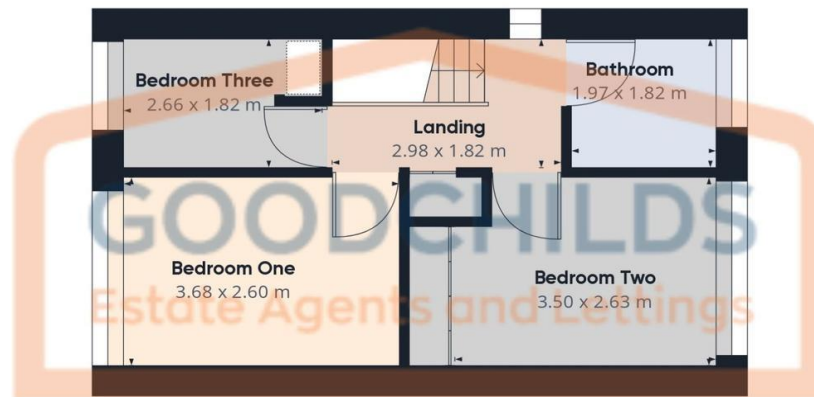 Bedroom Three
2.66 x 1.82 m
Bathroom
1.97 x 1.82 m
Landing
2.98 x 1.82 m
GOODCHILDS
Bedroom One
3.68 x 2.60 m
Bedroom Two
3.50 x 2.63 m
Estate Agents and Lettings